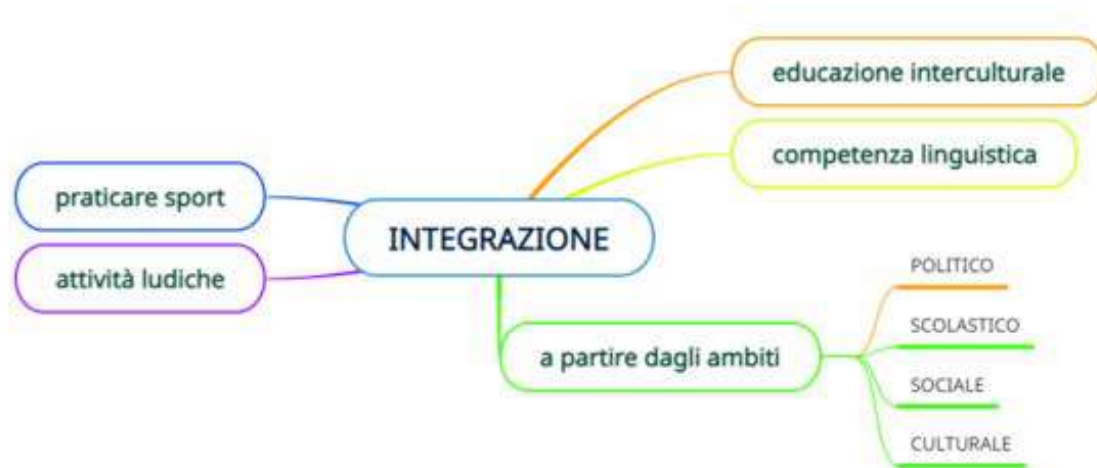 educazione interculturale
competenza linguistica
praticare sport
INTEGRAZIONE
attività ludiche
POLITICO
SCOLASTICO
a partire dagli ambiti
SOCIALE
CULTURALE